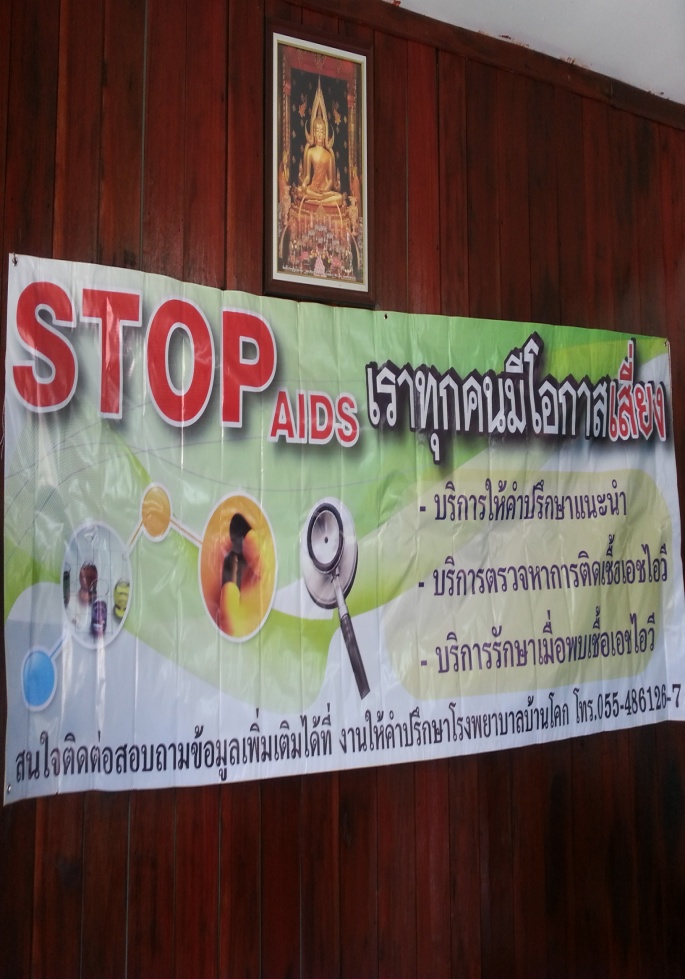 STOP AIDS เราทุกคนมีโอกาสเสี่ยง
- บริการให้คำปรึกษาแนะนำ
- บริการตรวจหาการติดเชื้อเอชไอวี
- บริการรักษาเมื่อพบเชื้อเอชไอวี
สนใจติดต่อสอบถามข้อมูลเพิ่มเติมได้ที่ งานให้คำปรึกษาโรงพยาบาลบ้านโคก โทร.055-486126-7